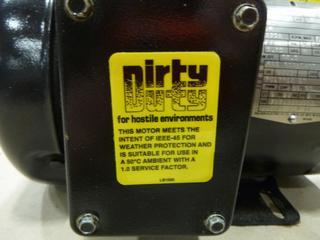 Dirty
Duty
for hostile environments
THIS MOTOR MEETS THE
INTENT OF IEEE-45 FOR
WEATHER PROTECTION AND
IS SUITABLE FOR USE IN
A 50°C AMBIENT WITH A
1.0 SERVICE FACTOR.